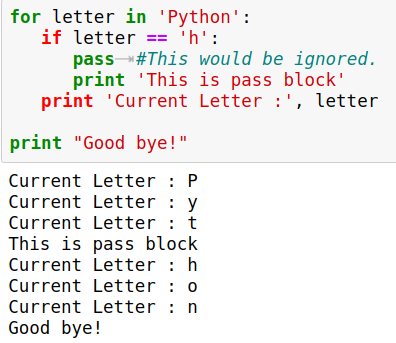 for letter in 'Python':
   if letter == 'h':
      pass→#This would be ignored.
      print 'This is pass block'
   print 'Current Letter :', letter

print "Good bye!"
Current Letter : P
Current Letter : y
Current Letter : t
This is pass block
Current Letter : h
Current Letter : o
Current Letter : n
Good bye!